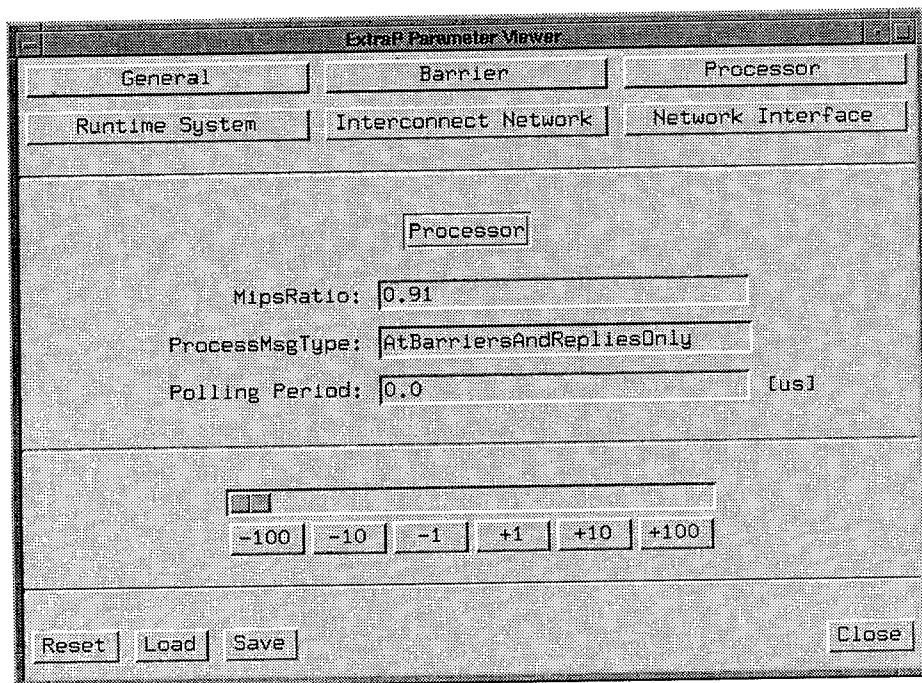 ExtraP Parameter Viewer
General Barrier Processor
Runtime System Interconnect Network Network Interface
Processor
MipsRatio: 0.91
ProcessMsgType: AtBarriersAndRepliesOnly
Polling Period: 0.0 [us]
-100 -10 -1 +1 +10 +100
Reset Load Save Close